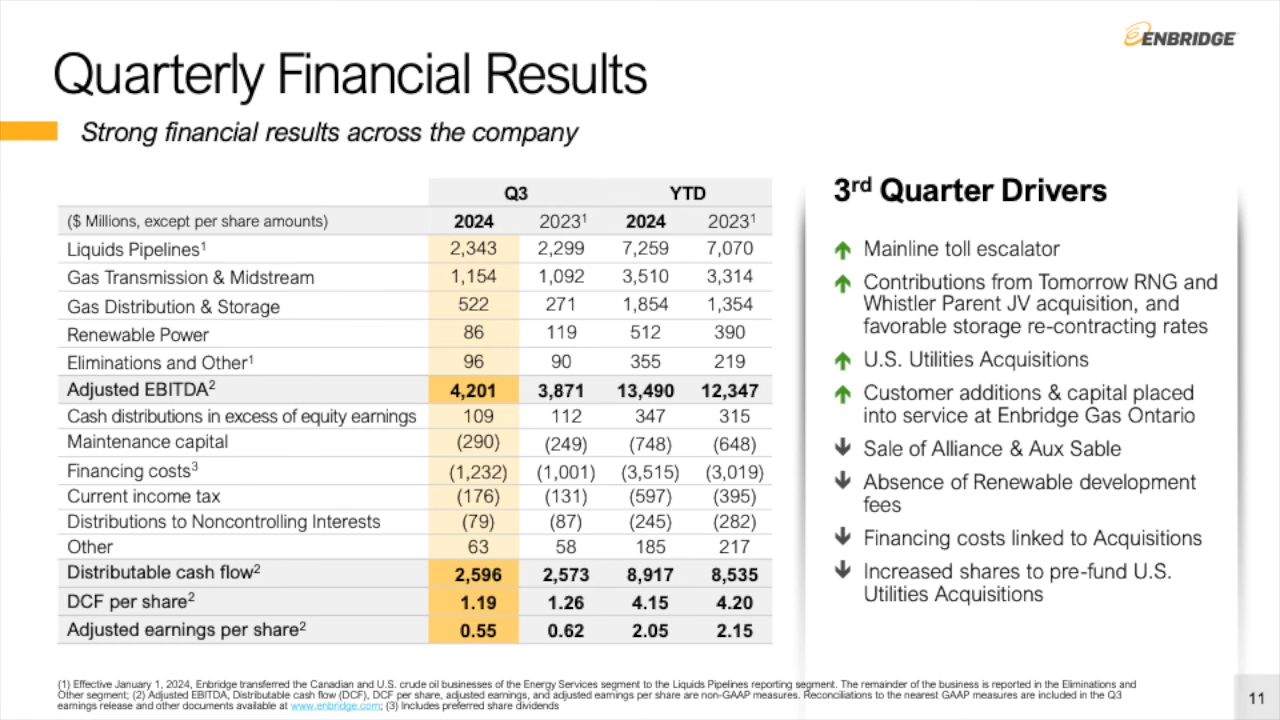 ENBRIDGE
Quarterly Financial Results
Strong financial results across the company
Q3 YTD
($ Millions, except per share amounts) 2024 2023¹ 2024 2023¹
Liquids Pipelines¹ 2,343 2,299 7,259 7,070
Gas Transmission & Midstream 1,154 1,092 3,510 3,314
Gas Distribution & Storage 522 271 1,854 1,354
Renewable Power 86 119 512 390
Eliminations and Other¹ 96 90 355 219
Adjusted EBITDA² 4,201 3,871 13,490 12,347
Cash distributions in excess of equity earnings 109 112 347 315
Maintenance capital (290) (249) (748) (648)
Financing costs³ (1,232) (1,001) (3,515) (3,019)
Current income tax (176) (131) (597) (395)
Distributions to Noncontrolling Interests (79) (87) (245) (282)
Other 63 58 185 217
Distributable cash flow² 2,596 2,573 8,917 8,535
DCF per share² 1.19 1.26 4.15 4.20
Adjusted earnings per share² 0.55 0.62 2.05 2.15
3rd Quarter Drivers
Mainline toll escalator
Contributions from Tomorrow RNG and
Whistler Parent JV acquisition, and
favorable storage re-contracting rates
U.S. Utilities Acquisitions
Customer additions & capital placed
into service at Enbridge Gas Ontario
Sale of Alliance & Aux Sable
Absence of Renewable development
fees
Financing costs linked to Acquisitions
Increased shares to pre-fund U.S.
Utilities Acquisitions
(1) Effective January 1, 2024, Enbridge transferred the Canadian and U.S. crude oil businesses of the Energy Services segment to the Liquids Pipelines reporting segment. The remainder of the business is reported in the Eliminations and
Other segment; (2) Adjusted EBITDA, Distributable cash flow (DCF), DCF per share, adjusted earnings, and adjusted earnings per share are non-GAAP measures. Reconciliations to the nearest GAAP measures are included in the Q3
earnings release and other documents available at www.enbridge.com; (3) Includes preferred share dividends
11